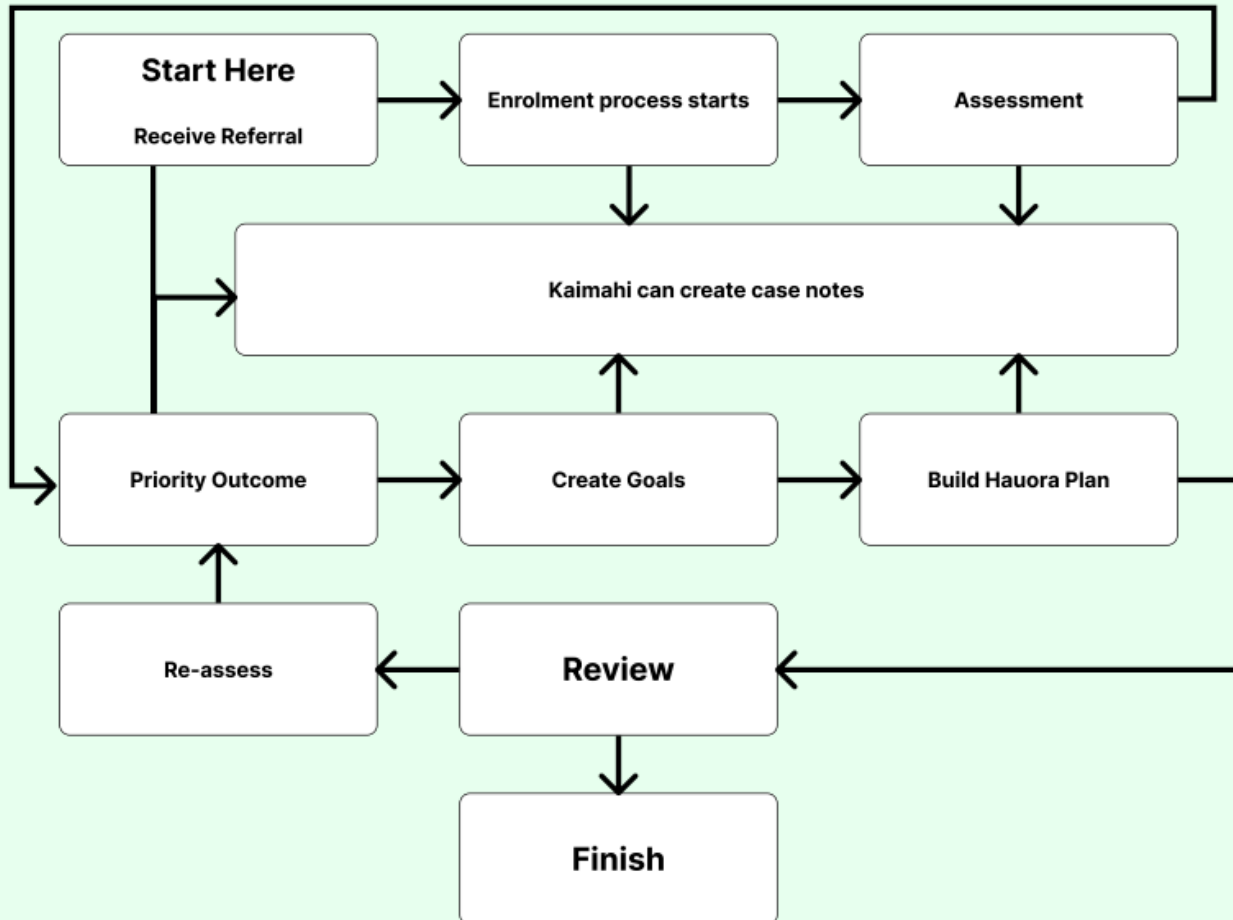 Start Here
Receive Referral
Enrolment process starts
Assessment
Kaimahi can create case notes
Priority Outcome
Create Goals
Build Hauora Plan
Re-assess
Review
Finish